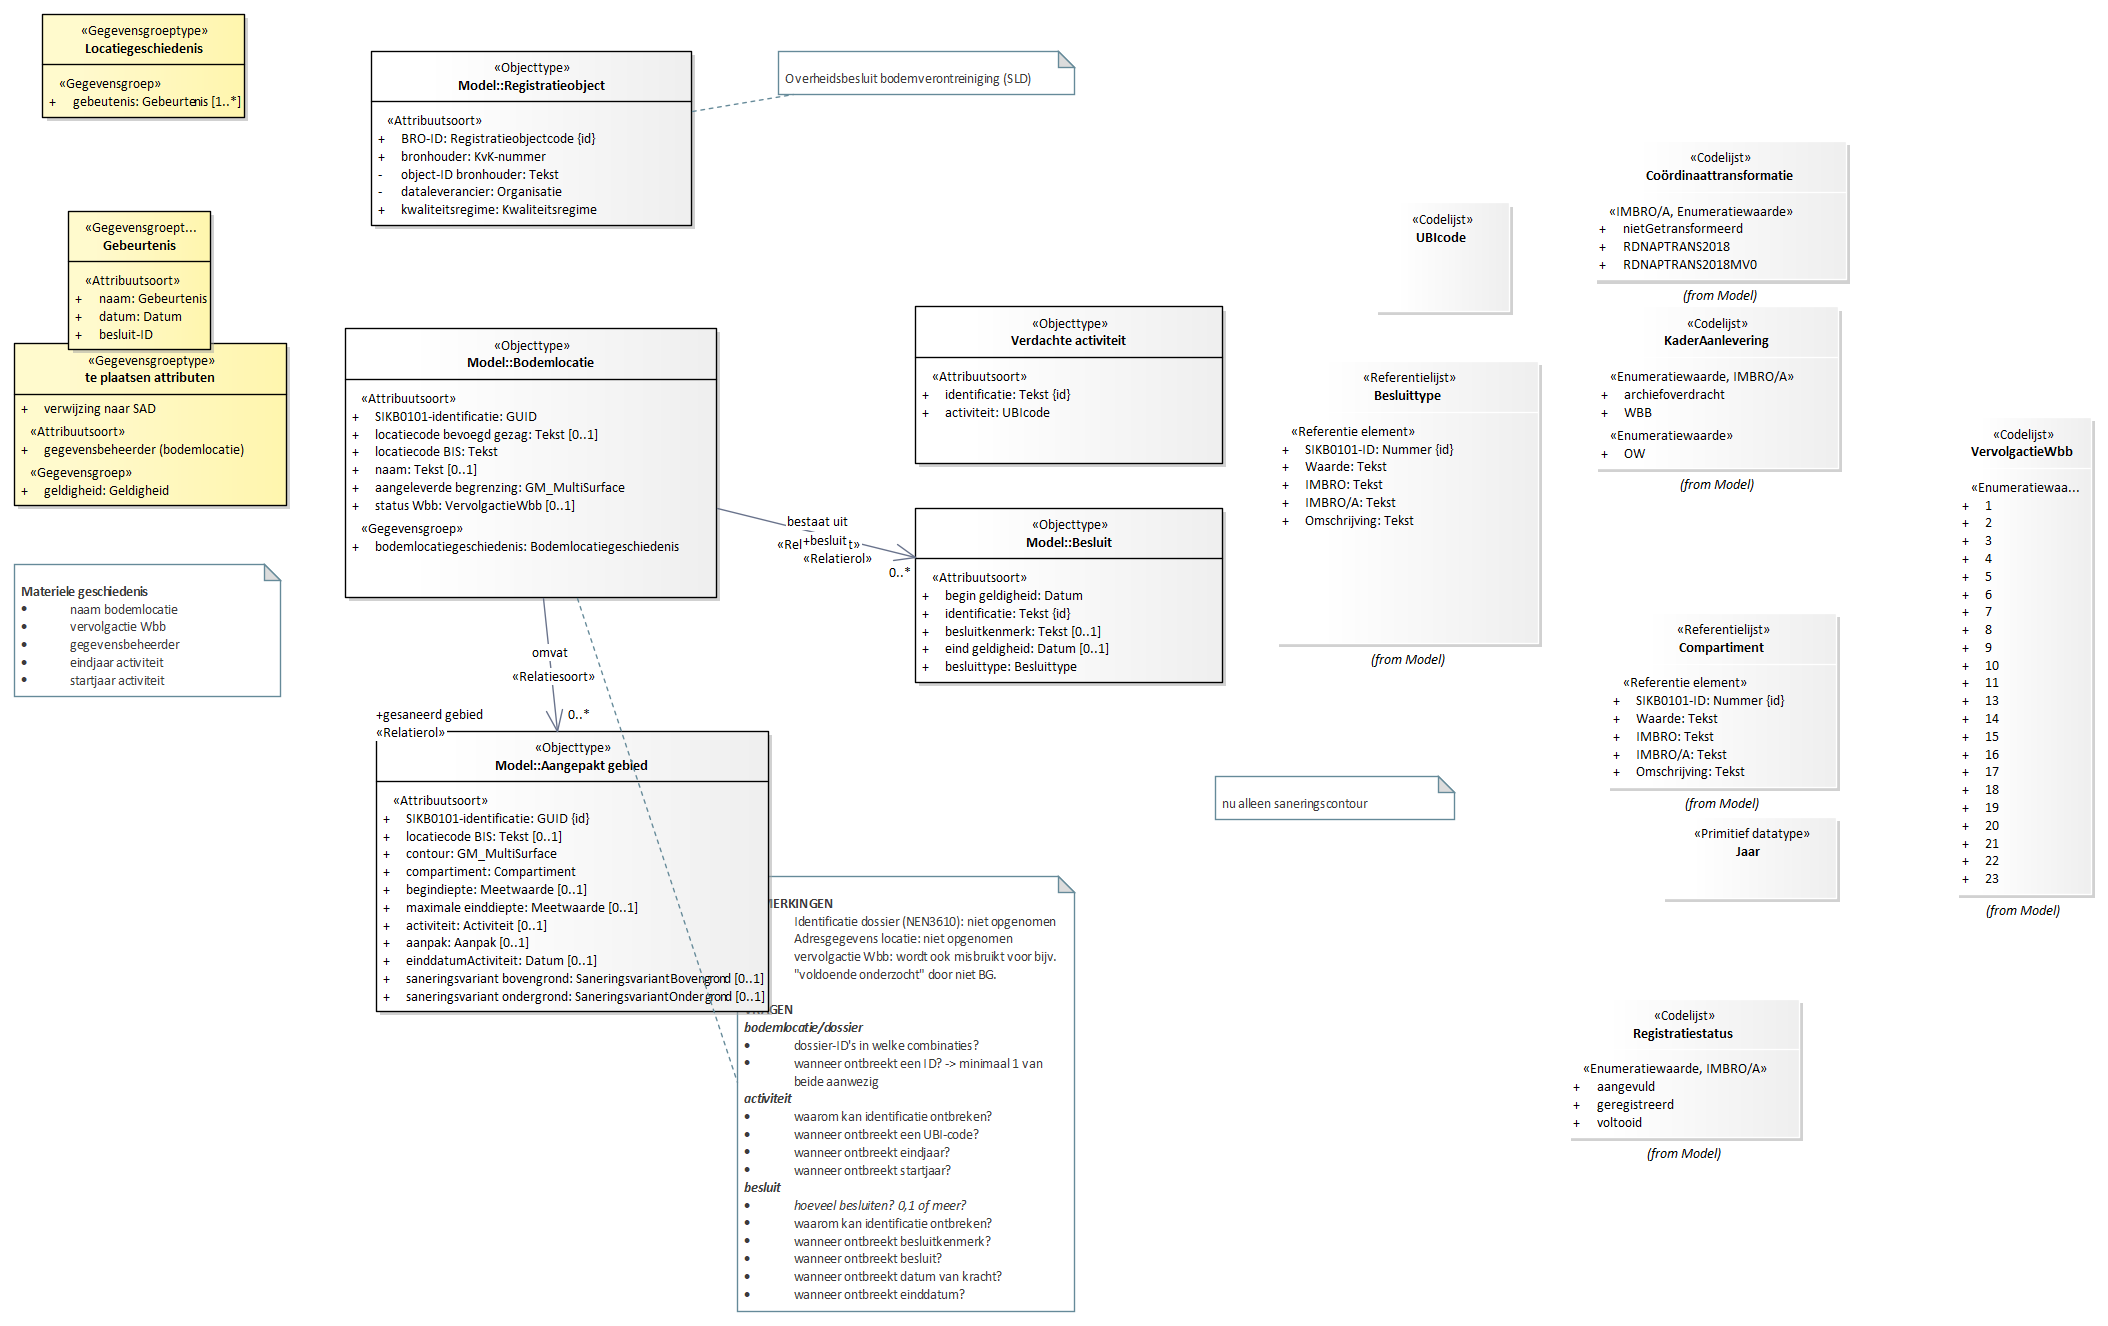 «Gegevensgroeptype»
Locatiegeschiedenis
«Gegevensgroep»
+ gebeutenis: Gebeurtenis [1..*]
«Gegevensgroept...
Gebeurtenis
«Attribuutsoort»
+ naam: Gebeurtenis
+ datum: Datum
+ besluit-ID
«Gegevensgroeptype»
te plaatsen attributen
+ verwijzing naar SAD
«Attribuutsoort»
+ gegevensbeheerder (bodemlocatie)
«Gegevensgroep»
+ geldigheid: Geldigheid
Materiele geschiedenis
• naam bodemlocatie
• vervolgactie Wbb
• gegevensbeheerder
• eindjaar activiteit
• startjaar activiteit
«Objecttype»
Model::Registratieobject
«Attribuutsoort»
+ BRO-ID: Registratieobjectcode {id}
+ bronhouder: KvK-nummer
- object-ID bronhouder: Tekst
- dataleverancier: Organisatie
+ kwaliteitsregime: Kwaliteitsregime
Overheidsbesluit bodemverontreiniging (SLD)
«Objecttype»
Model::Bodemlocatie
«Attribuutsoort»
+ SIKB0101-identificatie: GUID
+ locatiecode bevoegd gezag: Tekst [0..1]
+ locatiecode BIS: Tekst
+ naam: Tekst [0..1]
+ aangeleverde begrenzing: GM_MultiSurface
+ status Wbb: VervolgactieWbb [0..1]
«Gegevensgroep»
+ bodemlocatiegeschiedenis: Bodemlocatiegeschiedenis
bestaat uit
«Rel
+besluit
t»
«Relatierol»
0..*
omvat
«Relatiesoort»
+gesaneerd gebied
0..*
«Relatierol»
«Objecttype»
Model::Aangepakt gebied
«Attribuutsoort»
+ SIKB0101-identificatie: GUID {id}
+ locatiecode BIS: Tekst [0..1]
+ contour: GM_MultiSurface
+ compartiment: Compartiment
+ begindiepte: Meetwaarde [0..1]
+ maximale einddiepte: Meetwaarde [0..1]
+ activiteit: Activiteit [0..1]
+ aanpak: Aanpak [0..1]
+ einddatumActiviteit: Datum [0..1]
+ saneringsvariant bovengrond: SaneringsvariantBovengrond [0..1]
+ saneringsvariant ondergrond: SaneringsvariantOndergrond [0..1]
«Objecttype»
Verdachte activiteit
«Attribuutsoort»
+ identificatie: Tekst {id}
+ activiteit: UBIcode
«Objecttype»
Model::Besluit
«Attribuutsoort»
+ begin geldigheid: Datum
+ identificatie: Tekst {id}
+ besluitkenmerk: Tekst [0..1]
+ eind geldigheid: Datum [0..1]
+ besluittype: Besluittype
MERKINGEN
Identificatie dossier (NEN3610): niet opgenomen
Adresgegevens locatie: niet opgenomen
vervolgactie Wbb: wordt ook misbruikt voor bijv.
"voldoende onderzocht" door niet BG.
VRAGEN
bodemlocatie/dossier
• dossier-ID's in welke combinaties?
• wanneer ontbreekt een ID? -> minimaal 1 van
beide aanwezig
activiteit
• waarom kan identificatie ontbreken?
• wanneer ontbreekt een UBI-code?
• wanneer ontbreekt eindjaar?
• wanneer ontbreekt startjaar?
besluit
• hoeveel besluiten? 0,1 of meer?
• waarom kan identificatie ontbreken?
• wanneer ontbreekt besluitkenmerk?
• wanneer ontbreekt besluit?
• wanneer ontbreekt datum van kracht?
• wanneer ontbreekt einddatum?
nu alleen saneringscontour
«Codelijst»
UBIcode
«Referentielijst»
Besluittype
«Referentie element»
+ SIKB0101-ID: Nummer {id}
+ Waarde: Tekst
+ IMBRO: Tekst
+ IMBRO/A: Tekst
+ Omschrijving: Tekst
(from Model)
«Codelijst»
Coördinaattransformatie
«IMBRO/A, Enumeratiewaarde»
+ nietGetransformeerd
+ RDNAPTRANS2018
+ RDNAPTRANS2018MV0
(from Model)
«Codelijst»
KaderAanlevering
«Enumeratiewaarde, IMBRO/A»
+ archiefoverdracht
+ WBB
«Enumeratiewaarde»
+ OW
(from Model)
«Referentielijst»
Compartiment
«Referentie element»
+ SIKB0101-ID: Nummer {id}
+ Waarde: Tekst
+ IMBRO: Tekst
+ IMBRO/A: Tekst
+ Omschrijving: Tekst
(from Model)
«Primitief datatype»
Jaar
«Codelijst»
Registratiestatus
«Enumeratiewaarde, IMBRO/A»
+ aangevuld
+ geregistreerd
+ voltooid
(from Model)
«Codelijst»
VervolgactieWbb
«Enumeratiewaa...
+ 1
+ 2
+ 3
+ 4
+ 5
+ 6
+ 7
+ 8
+ 9
+ 10
+ 11
+ 13
+ 14
+ 15
+ 16
+ 17
+ 18
+ 19
+ 20
+ 21
+ 22
+ 23
(from Model)